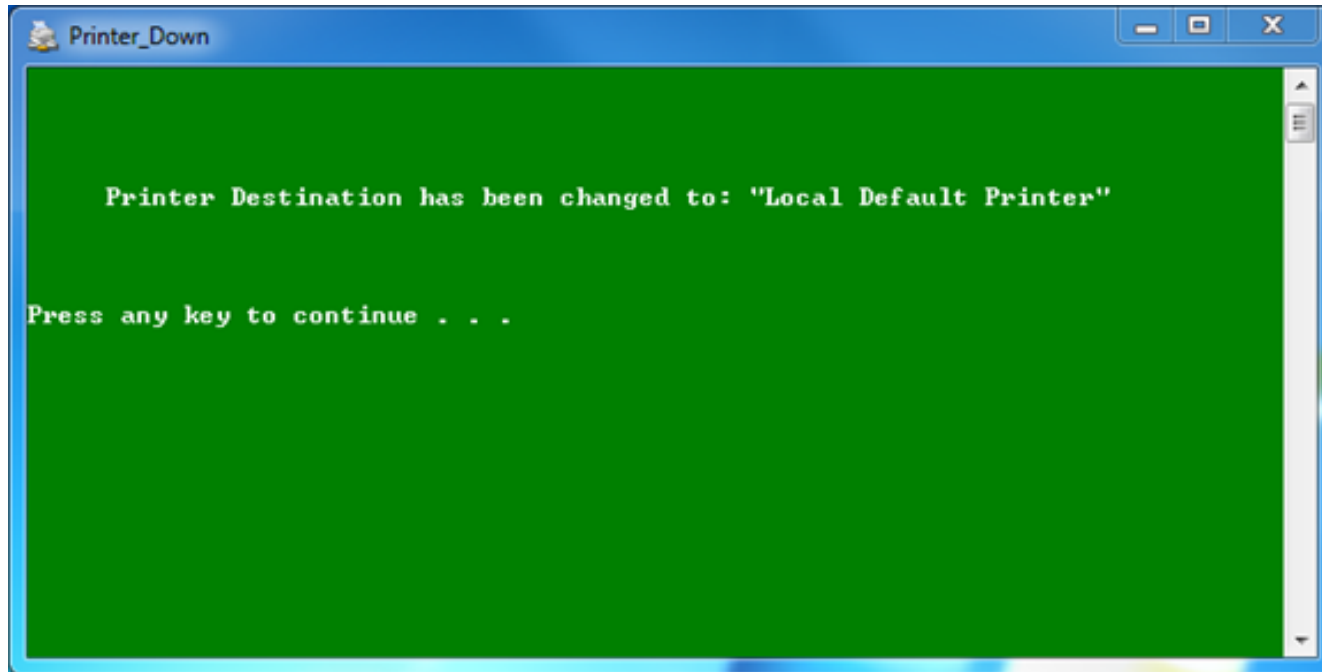 Printer_Down
Printer Destination has been changed to: "Local Default Printer"
Press any key to continue . . .